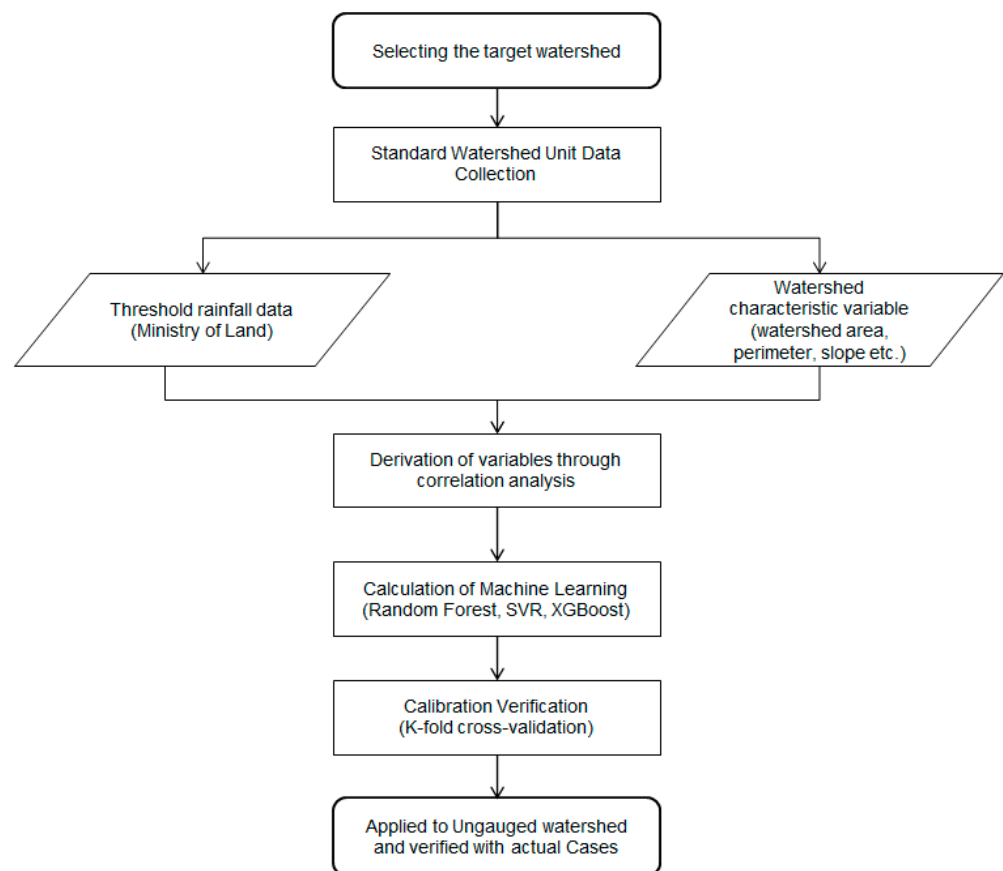 Selecting the target watershed
Standard Watershed Unit Data
Collection
Threshold rainfall data
(Ministry of Land)
Watershed
characteristic variable
(watershed area,
perimeter, slope etc.)
Derivation of variables through
correlation analysis
Calculation of Machine Learning
(Random Forest, SVR, XGBoost)
Calibration Verification
(K-fold cross-validation)
Applied to Ungauged watershed
and verified with actual Cases